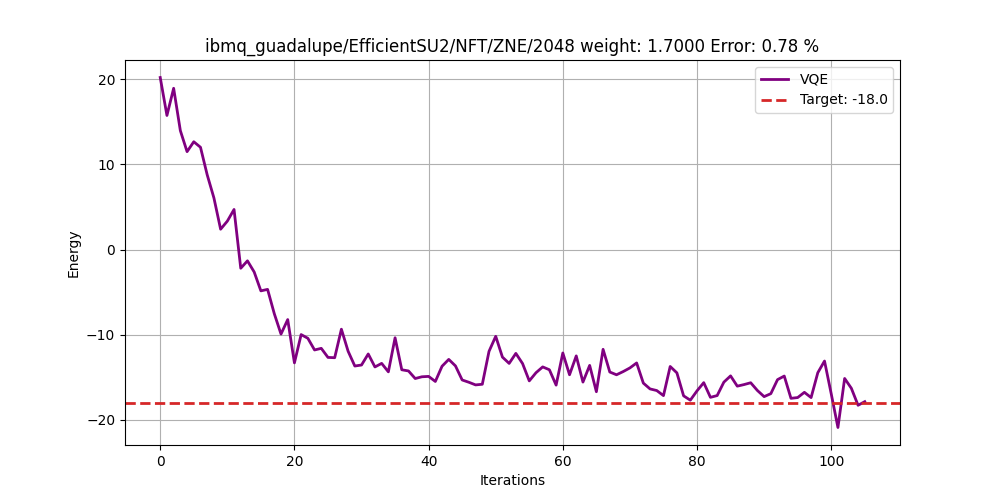 ibmq_guadalupe/EfficientSU2/NFT/ZNE/2048 weight: 1.7000 Error: 0.78 %
VQE
Target: -18.0
20
10
0
−10
−20
Energy
0 20 40 60 80 100
Iterations